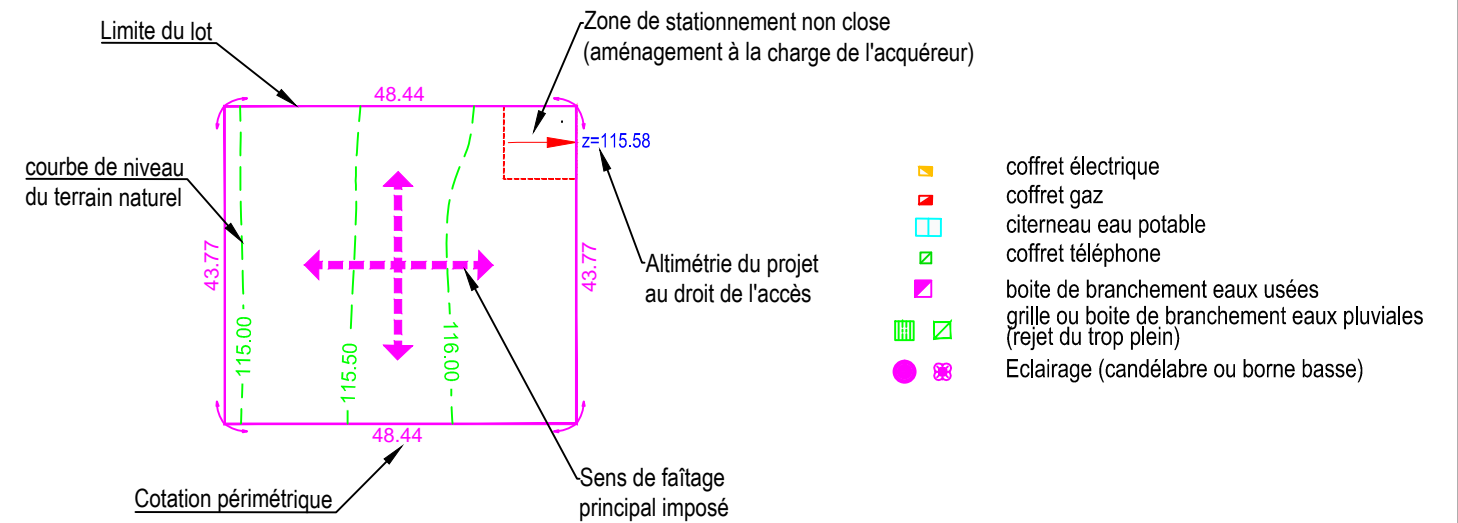 Limite du lot
Zone de stationnement non close
(aménagement à la charge de l'acquéreur)
48.44
z=115.58
courbe de niveau
du terrain naturel
43.77
43.77
Altimétrie du projet
au droit de l'accès
115.00
115.50
116.00
48.44
Sens de faîtage
principal imposé
Cotation périmétrique
coffret électrique
coffret gaz
citerneau eau potable
coffret téléphone
boite de branchement eaux usées
grille ou boite de branchement eaux pluviales
(rejet du trop plein)
Eclairage (candélabre ou borne basse)